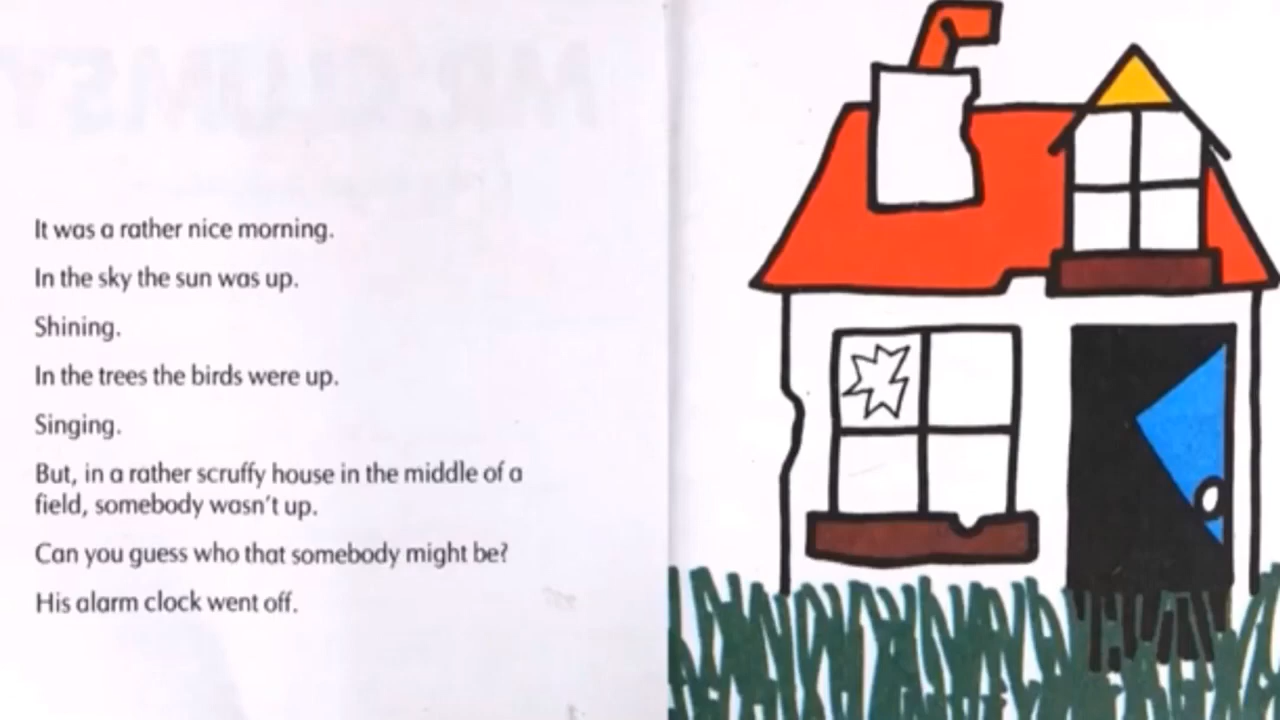 It was a rather nice morning.
In the sky the sun was up.
Shining.
In the trees the birds were up.
Singing.
But, in a rather scruffy house in the middle of a
field, somebody wasn't up.
Can you guess who that somebody might be?
His alarm clock went off.